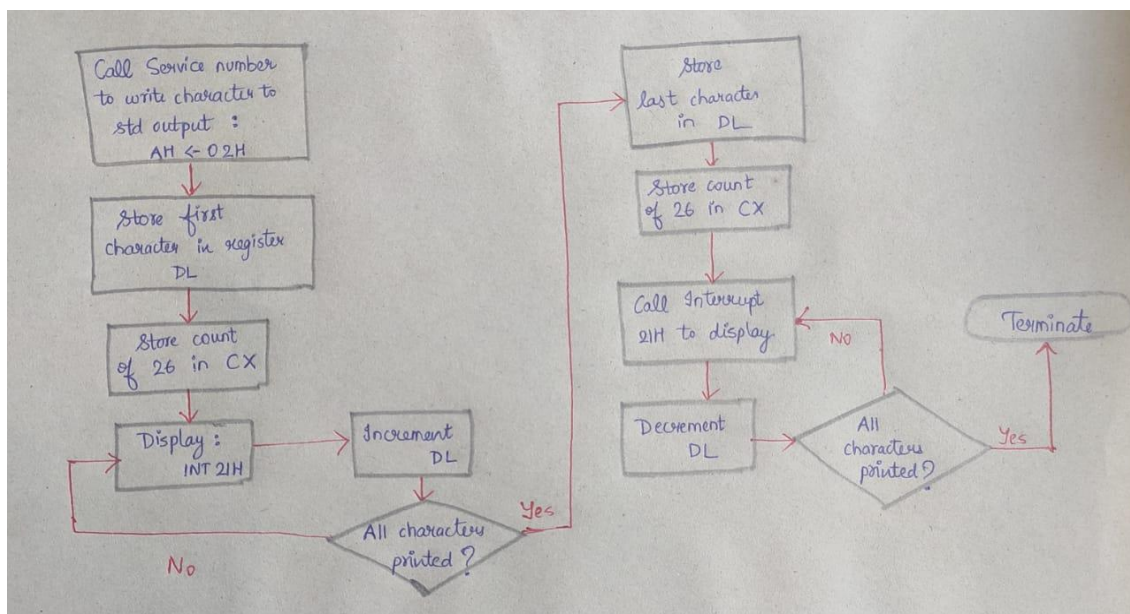 Call Service number
to write character to
std output :
AH <- 02H
Store first
character in register
DL
Store count
of 26 in CX
Display :
INT 21H
Increment
DL
All characters
printed ?
No
Yes
Store
last character
in DL
Store count
of 26 in CX
Call Interrupt
21H to display
Decrement
DL
All
characters
printed ?
No
Yes
Terminate